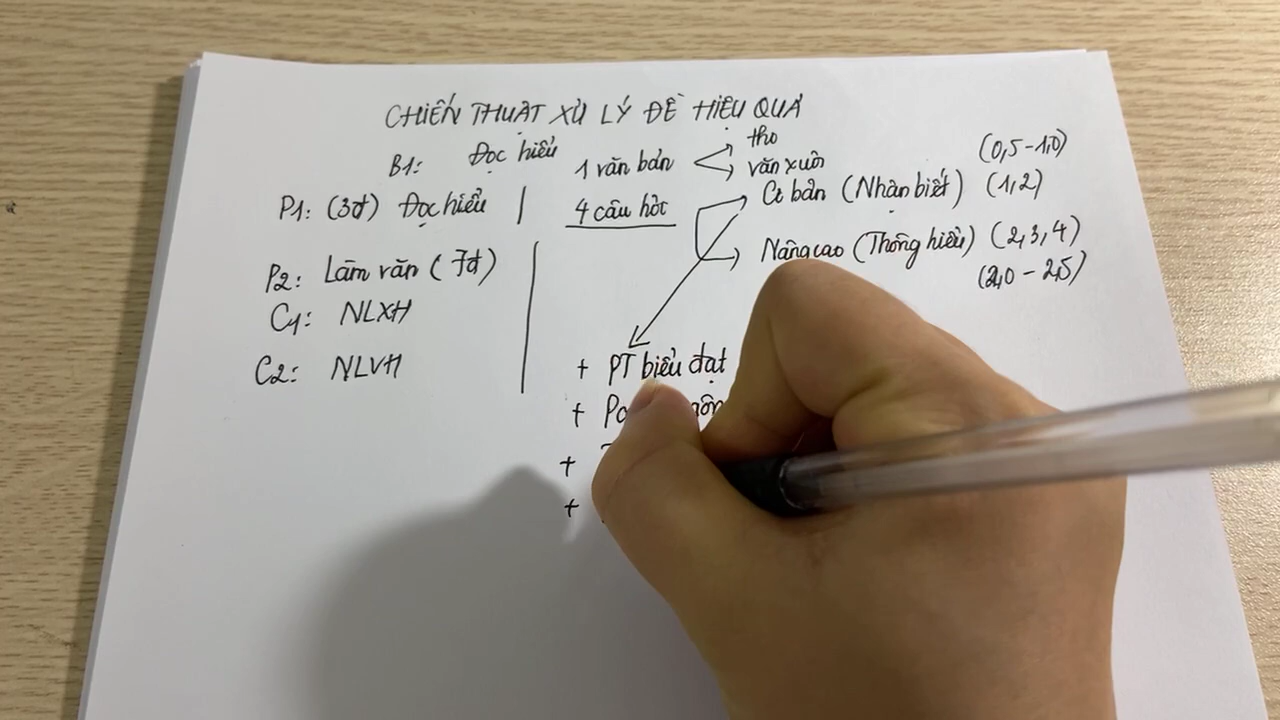 CHIẾN THUẬT XỬ LÝ ĐỀ HIỆU QUẢ
B1: Đọc hiểu
1 văn bản
thơ
văn xuôn
(0,5-1,0)
P1: (3đ) Đọc hiểu
4 câu hỏi
Cơ bản (Nhận biết) (1,2)
Nâng cao (Thông hiểu) (2,3,4)
(2,0 - 2,5)
P2: Làm văn (7đ)
C1: NLXH
C2: NLVH
+ PT biểu đạt
+
+
+